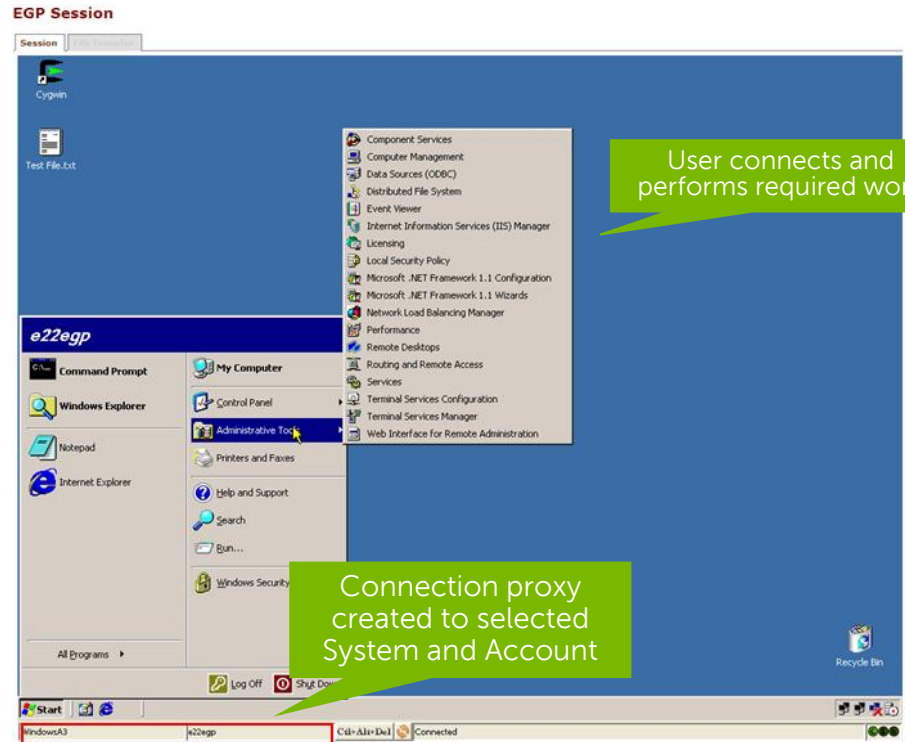 EGP Session
Session
Cygwin
Test File.txt
Component Services
Computer Management
Data Sources (ODBC)
Distributed File System
Event Viewer
Internet Information Services (IIS) Manager
Licensing
Local Security Policy
Microsoft .NET Framework 1.1 Configuration
Microsoft .NET Framework 1.1 Wizards
Network Load Balancing Manager
Performance
Remote Desktops
Routing and Remote Access
Services
Terminal Services Configuration
Terminal Services Manager
Web Interface for Remote Administration
User connects and
performs required wor
e22egp
Command Prompt
Windows Explorer
Notepad
Internet Explorer
All Programs
My Computer
Control Panel
Administrative Tools
Printers and Faxes
Help and Support
Search
Run...
Windows Security
Log Off
Shut Dow
Connection proxy
created to selected
System and Account
Recycle Bin
Start
WindowsA3
e22egp
Ctl+Alt+Del
Connected